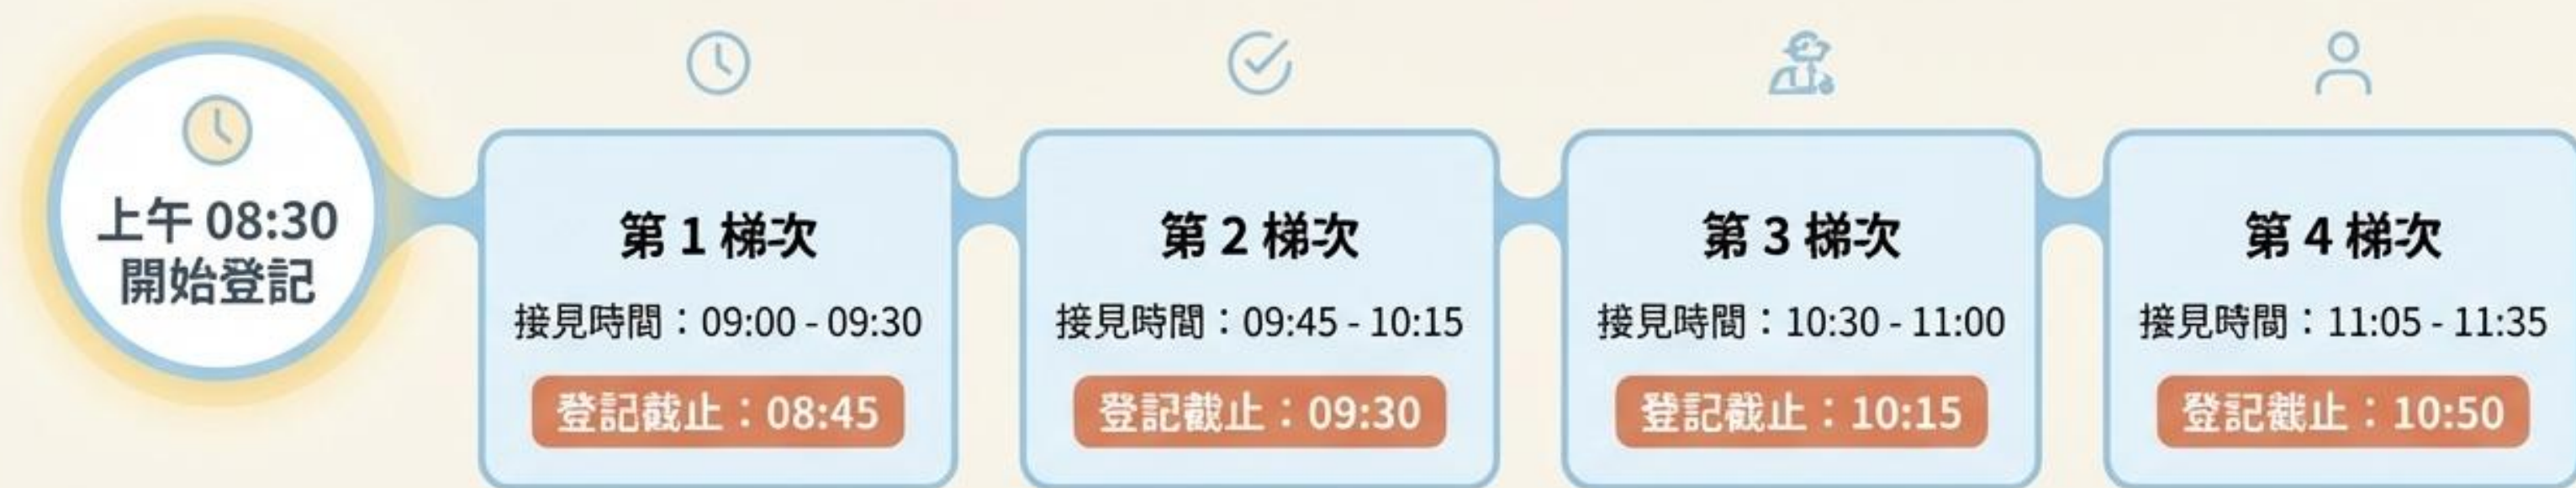 上午 08:30
開始登記
第 1 梯次
接見時間：09:00 - 09:30
登記截止：08:45
第 2 梯次
接見時間：09:45 - 10:15
登記截止：09:30
第 3 梯次
接見時間：10:30 - 11:00
登記截止：10:15
第 4 梯次
接見時間：11:05 - 11:35
登記截止：10:50